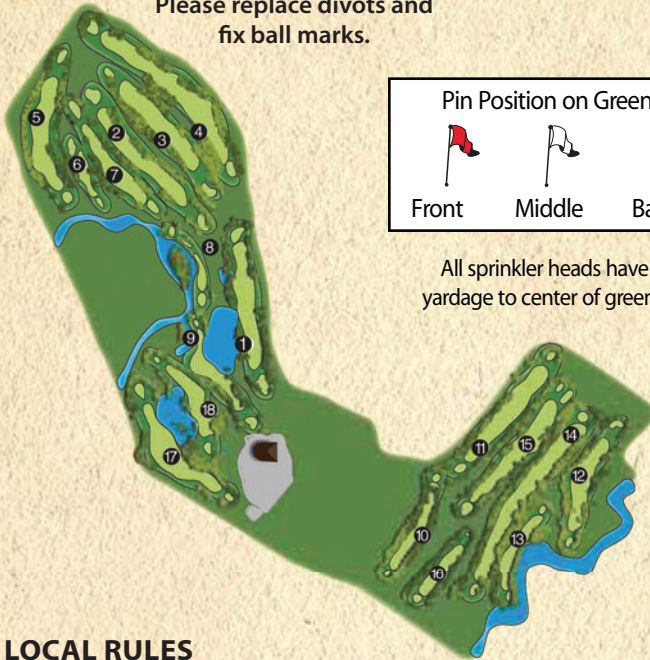 Please replace divots and
fix ball marks.
5
4
2
3
6
7
8
9
1
18
17
Pin Position on Green
Front Middle Ba
All sprinkler heads have
yardage to center of green
11
15
14
12
10
13
16
LOCAL RULES